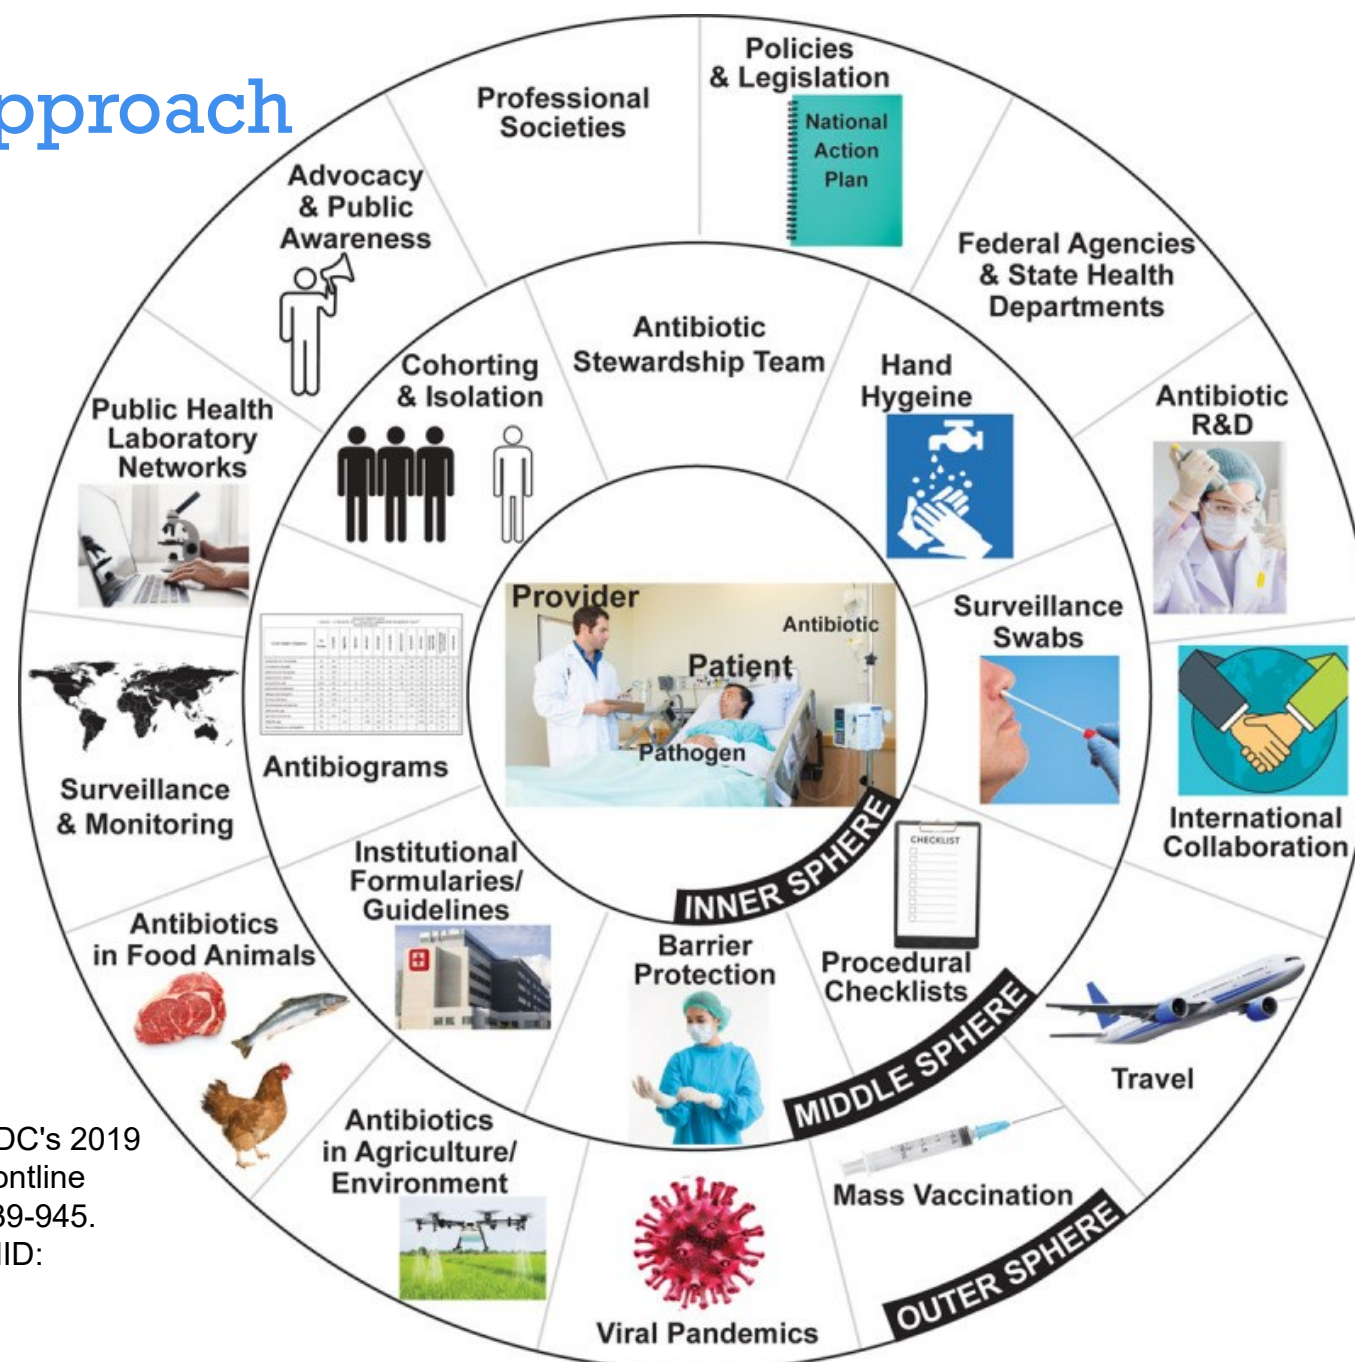 pproach
Professional
Societies
Policies
& Legislation
National
Action
Plan
Advocacy
& Public
Awareness
Federal Agencies
& State Health
Departments
Antibiotic
Stewardship Team
Cohorting
& Isolation
Hand
Hygeine
Public Health
Laboratory
Networks
Antibiotic
R&D
Provider
Antibiotic
Patient
Pathogen
Surveillance
Swabs
Antibiograms
Surveillance
& Monitoring
International
Collaboration
INNER SPHERE
CHECKLIST
Institutional
Formularies/
Guidelines
Barrier
Protection
Procedural
Checklists
Antibiotics
in Food Animals
MIDDLE SPHERE
Travel
Antibiotics
in Agriculture/
Environment
Mass Vaccination
OUTER SPHERE
Viral Pandemics
DC's 2019
ontline
39-945.
IID: